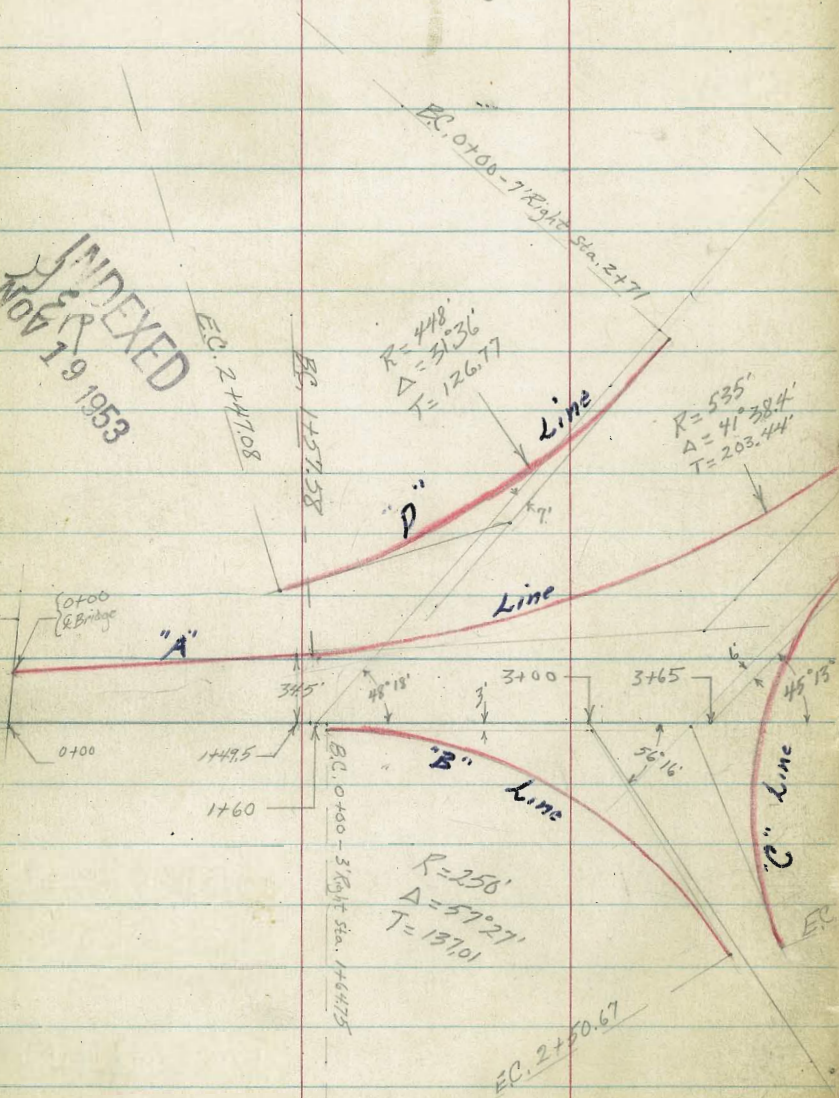 B.C. 0+00 - 7' Right sta. 2+71
INDEXED
NOV 19 1953
E.C. 2+47.08
B.C. 1+57.58
R=448'
Δ=31°36'
T=126.77
"D" Line
7'
R=535'
Δ=41°38.4'
T=203.44'
0+00
℄ Bridge
"A" Line
34.5'
48°18'
3'
3+00
3+65
6'
45°13'
0+00
1+49.5
1+60
"B" Line
56°16'
"C" Line
B.C. 0+00 - 3' Right sta. 1+64.75
R=250'
Δ=57°27'
T=137.01
E.C. 2+50.67
E.C.